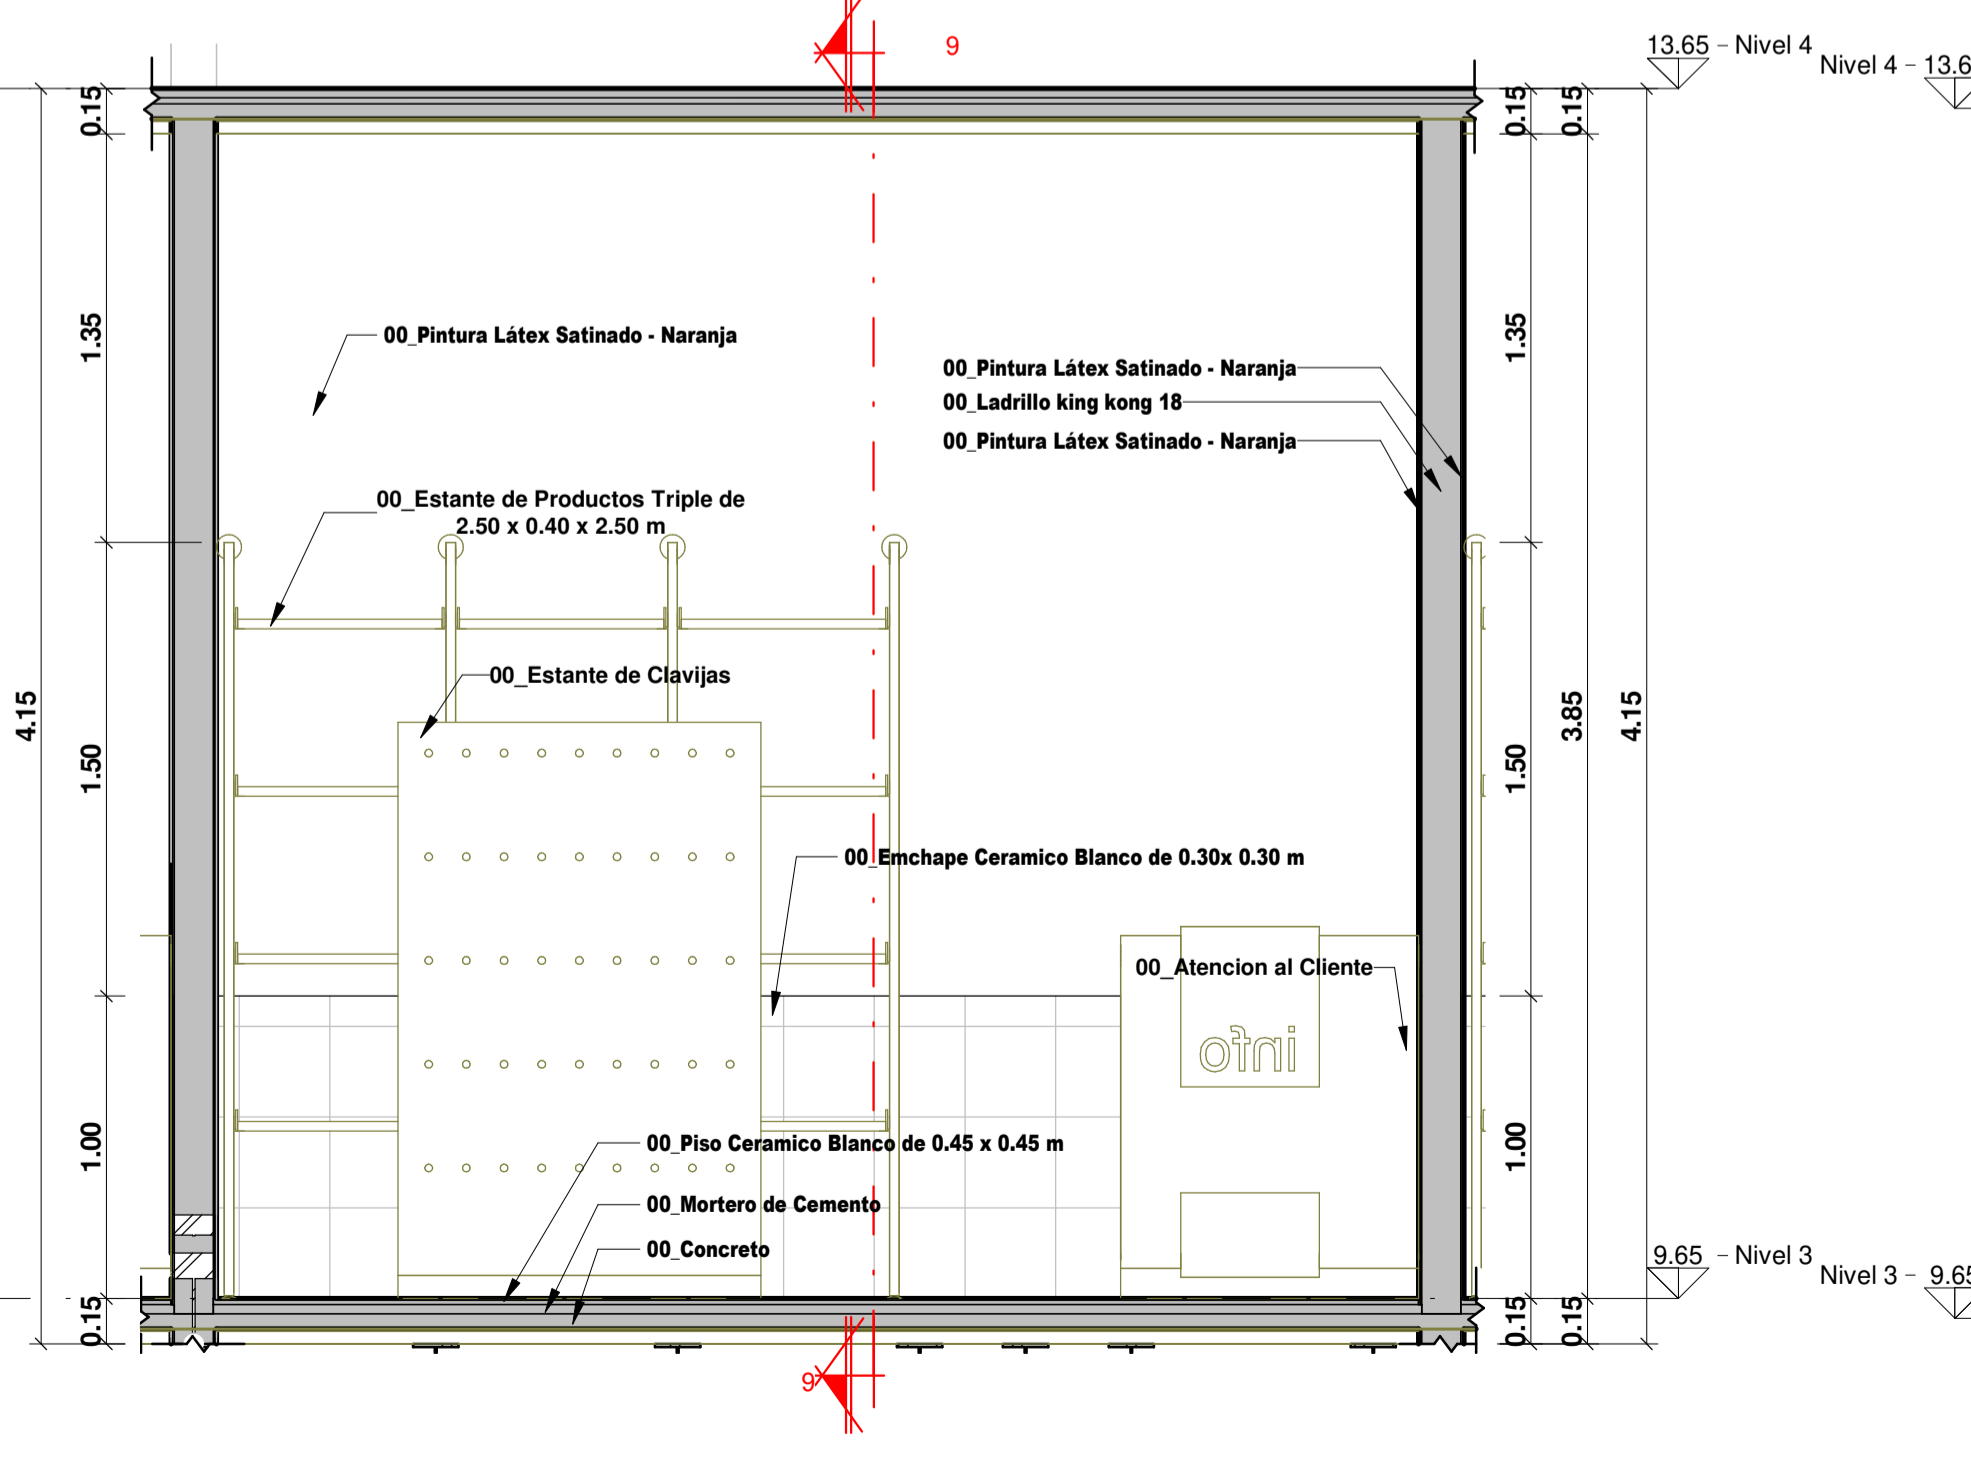 9
13.65 - Nivel 4
Nivel 4 - 13.6
0.15
0.15
0.15
1.35
00_Pintura Látex Satinado - Naranja
1.35
00_Pintura Látex Satinado - Naranja
00_Ladrillo king kong 18
00_Pintura Látex Satinado - Naranja
00_Estante de Productos Triple de
2.50 x 0.40 x 2.50 m
00_Estante de Clavijas
4.15
1.50
1.50
3.85
4.15
00_Emchape Ceramico Blanco de 0.30x 0.30 m
00_Atencion al Cliente
info
1.00
00_Piso Ceramico Blanco de 0.45 x 0.45 m
1.00
00_Mortero de Cemento
00_Concreto
9.65 - Nivel 3
Nivel 3 - 9.65
0.15
0.15
0.15
9